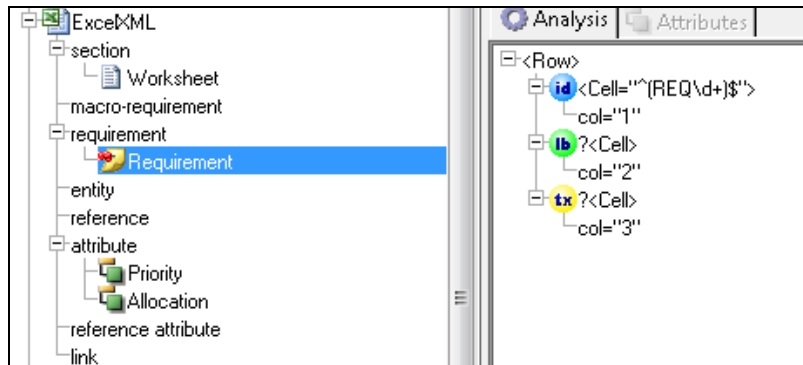 ExcelXML
section
Worksheet
macro-requirement
requirement
Requirement
entity
reference
attribute
Priority
Allocation
reference attribute
link
Analysis
Attributes
<Row>
id <Cell="^(REQ\d+)$">
col="1"
lb ?<Cell>
col="2"
tx ?<Cell>
col="3"